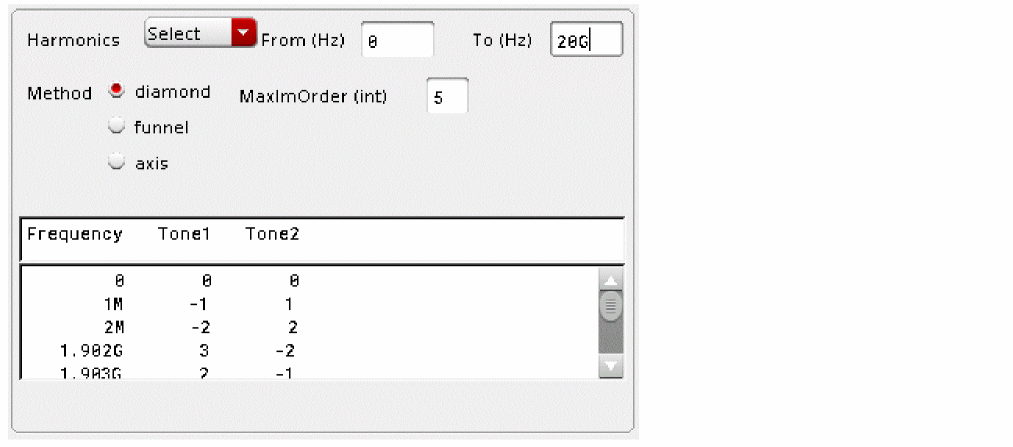 Harmonics Select From (Hz) 0 To (Hz) 20G
Method diamond MaxImOrder (int) 5
funnel
axis
Frequency Tone1 Tone2
0 0 0
1M -1 1
2M -2 2
1.902G 3 -2
1.903G 2 -1